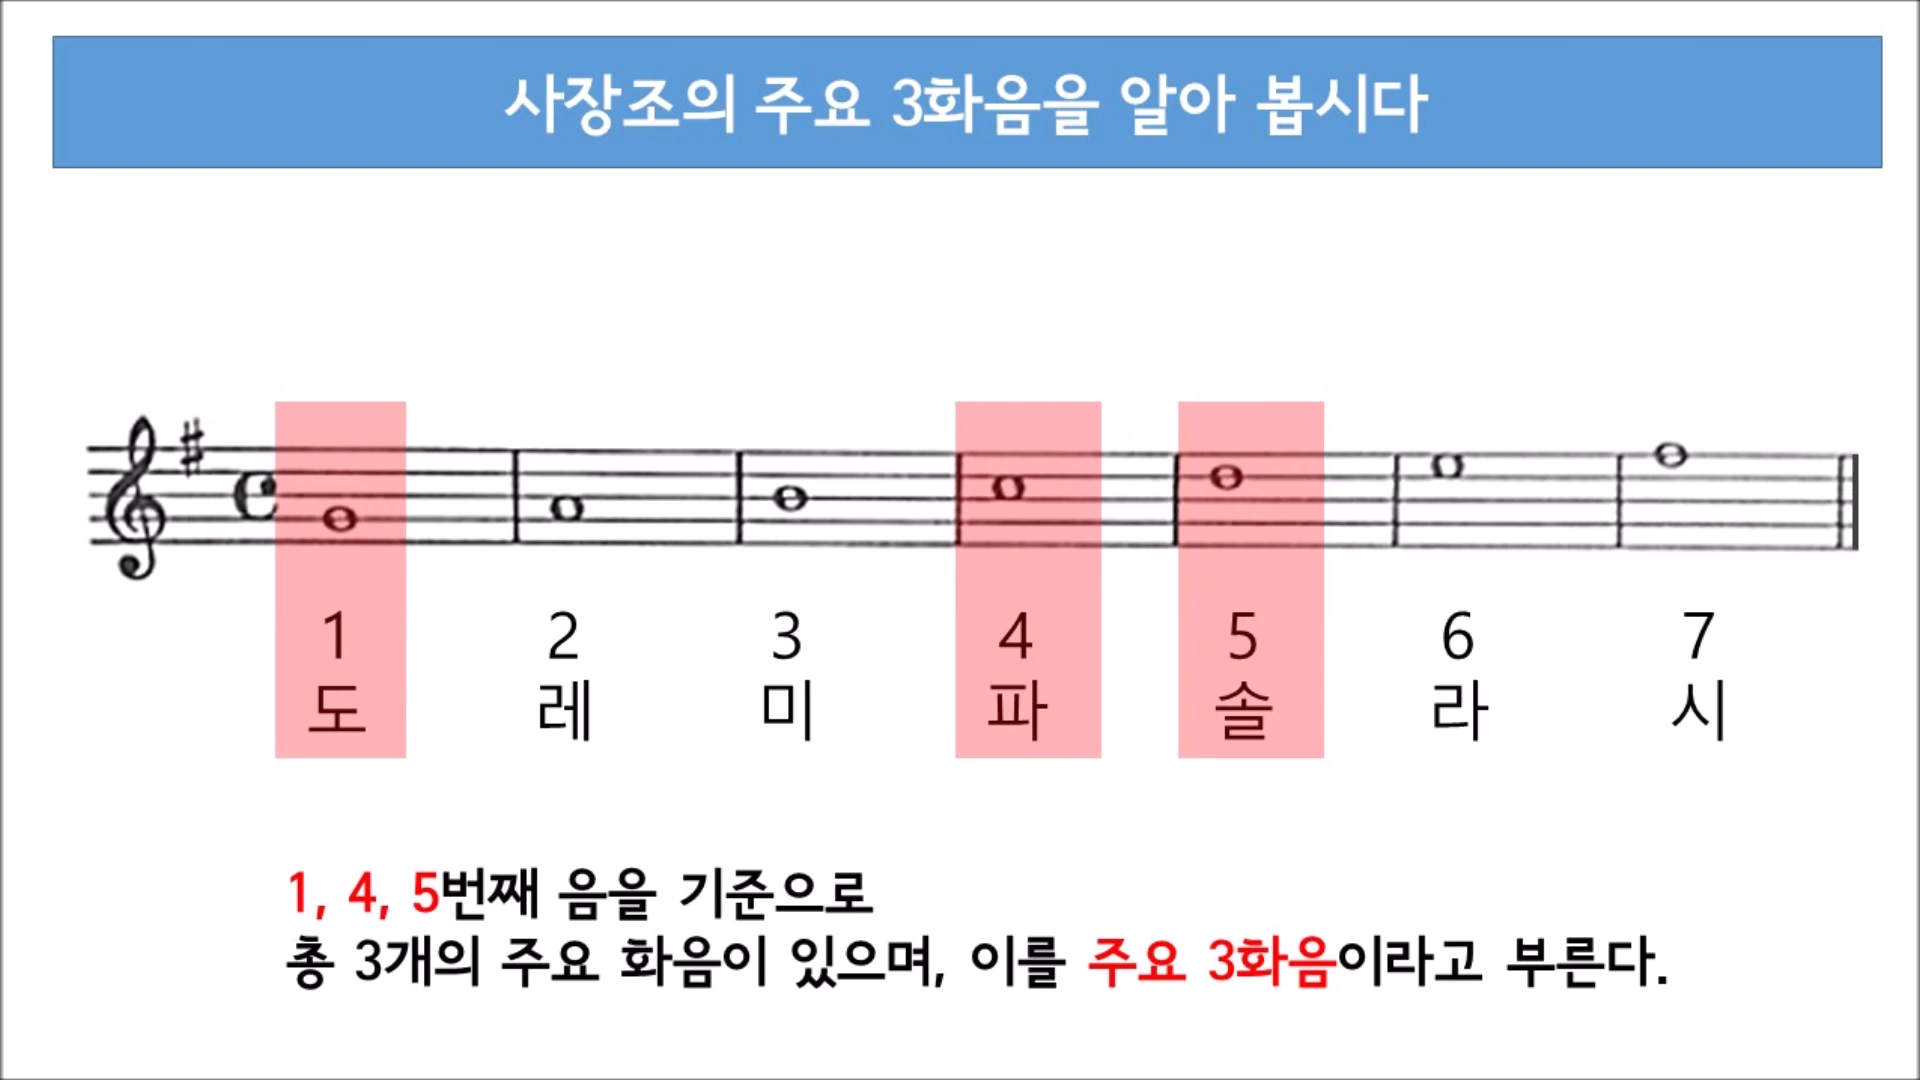 사장조의 주요 3화음을 알아 봅시다
1 2 3 4 5 6 7
도 레 미 파 솔 라 시
1, 4, 5번째 음을 기준으로
총 3개의 주요 화음이 있으며, 이를 주요 3화음이라고 부른다.